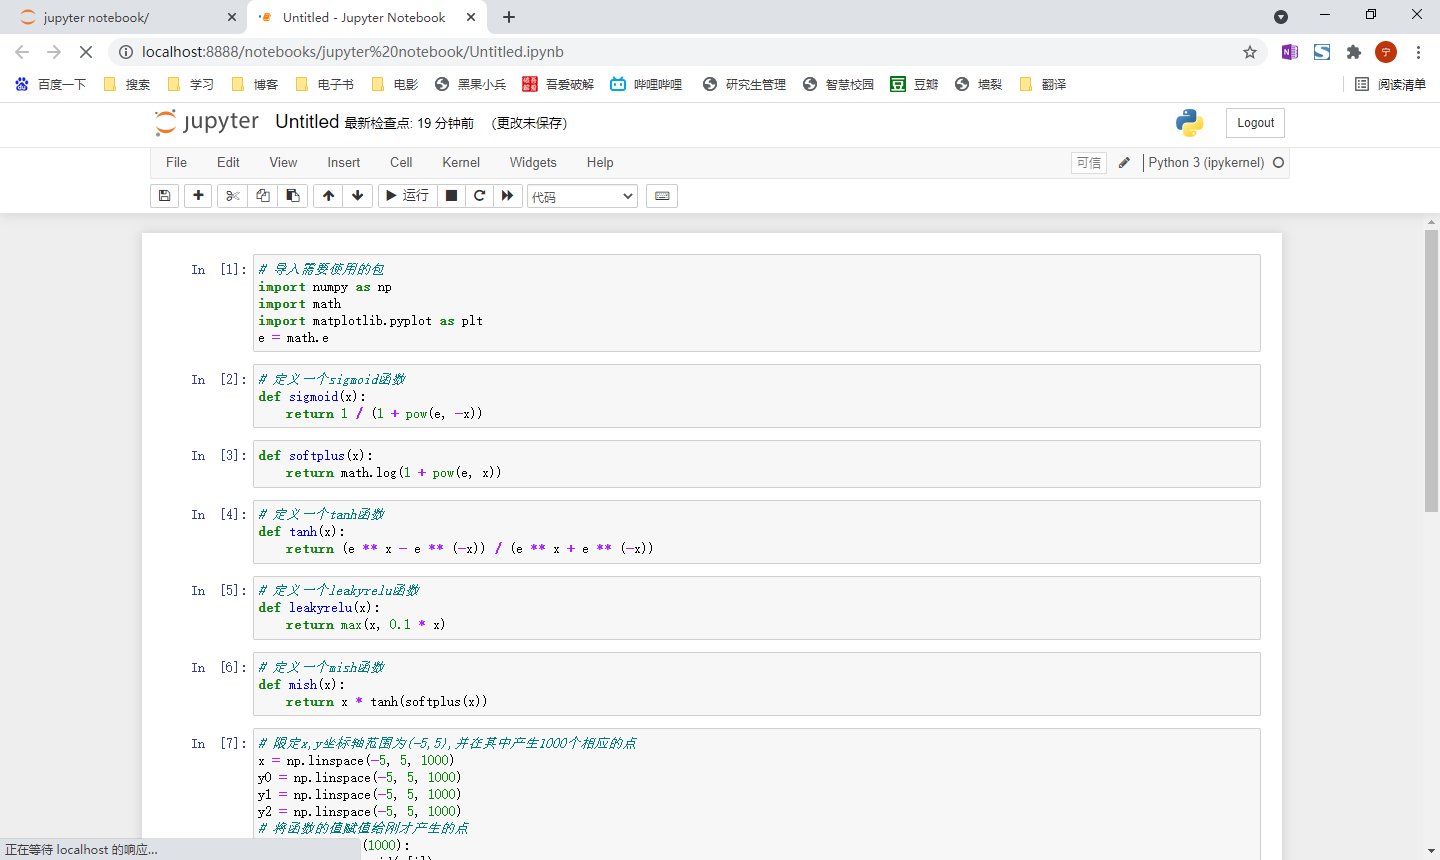 jupyter notebook/
Untitled - Jupyter Notebook
localhost:8888/notebooks/jupyter%20notebook/Untitled.ipynb
宁
百度一下 搜索 学习 博客 电子书 电影 黑果小兵 吾爱破解 哔哩哔哩 研究生管理 智慧校园 豆瓣 墙裂 翻译 阅读清单
jupyter Untitled 最新检查点: 19 分钟前 (更改未保存) Logout
File Edit View Insert Cell Kernel Widgets Help 可信 Python 3 (ipykernel)
运行 代码
In [1]: # 导入需要使用的包
import numpy as np
import math
import matplotlib.pyplot as plt
e = math.e
In [2]: # 定义一个sigmoid函数
def sigmoid(x):
    return 1 / (1 + pow(e, -x))
In [3]: def softplus(x):
    return math.log(1 + pow(e, x))
In [4]: # 定义一个tanh函数
def tanh(x):
    return (e ** x - e ** (-x)) / (e ** x + e ** (-x))
In [5]: # 定义一个leakyrelu函数
def leakyrelu(x):
    return max(x, 0.1 * x)
In [6]: # 定义一个mish函数
def mish(x):
    return x * tanh(softplus(x))
In [7]: # 限定x,y坐标轴范围为(-5,5),并在其中产生1000个相应的点
x = np.linspace(-5, 5, 1000)
y0 = np.linspace(-5, 5, 1000)
y1 = np.linspace(-5, 5, 1000)
y2 = np.linspace(-5, 5, 1000)
# 将函数的值赋值给刚才产生的点
(1000):
正在等待 localhost 的响应...